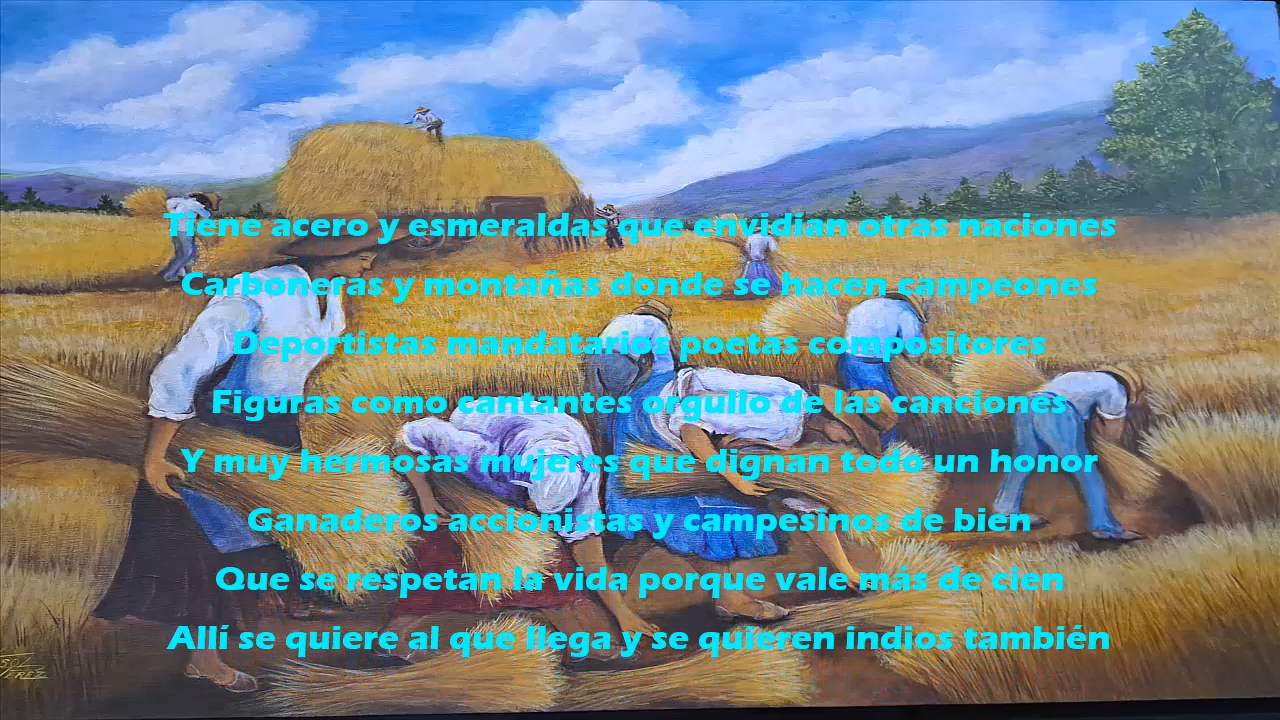 Tiene acero y esmeraldas que envidian otras naciones
Carboneras y montañas donde se hacen campeones
Deportistas mandatarios poetas compositores
Figuras como cantantes orgullo de las canciones
Y muy hermosas mujeres que dignan todo un honor
Ganaderos accionistas y campesinos de bien
Que se respetan la vida porque vale más de cien
Allí se quiere al que llega y se quieren indios también
SOL
PEREZ